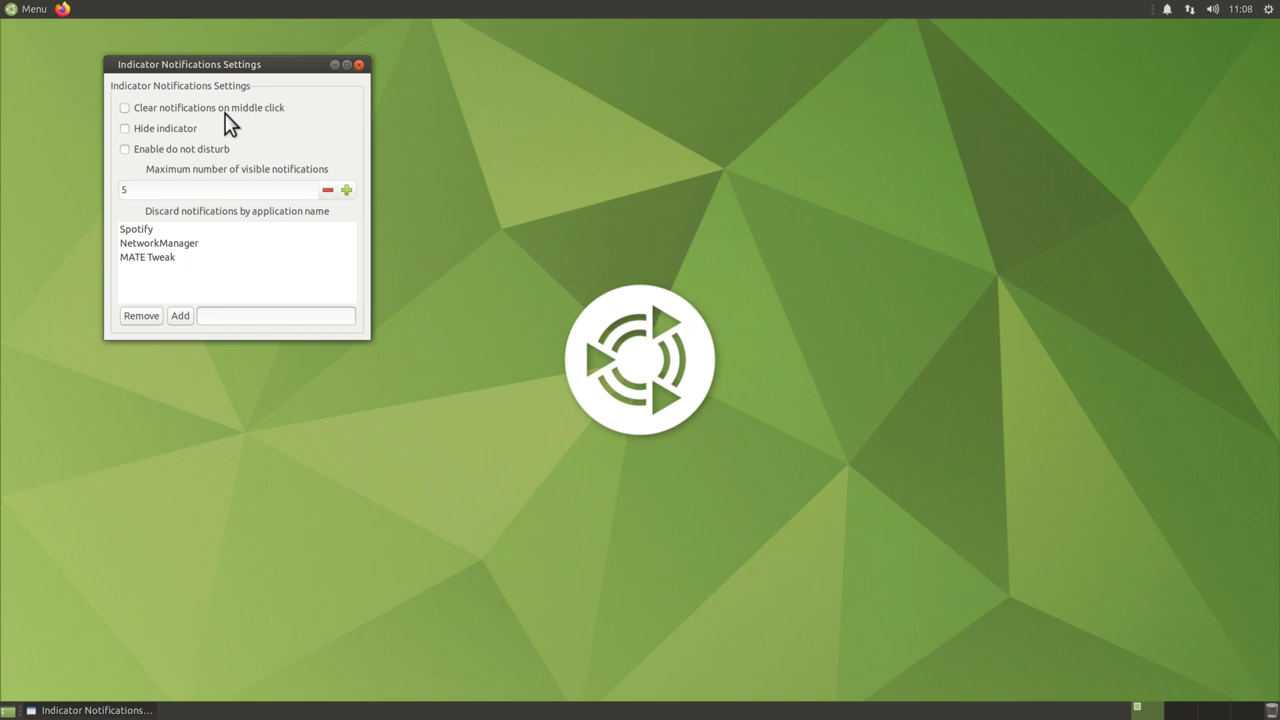 Menu
11:08
Indicator Notifications Settings
Indicator Notifications Settings
Clear notifications on middle click
Hide indicator
Enable do not disturb
Maximum number of visible notifications
5
Discard notifications by application name
Spotify
NetworkManager
MATE Tweak
Remove
Add
Indicator Notifications…